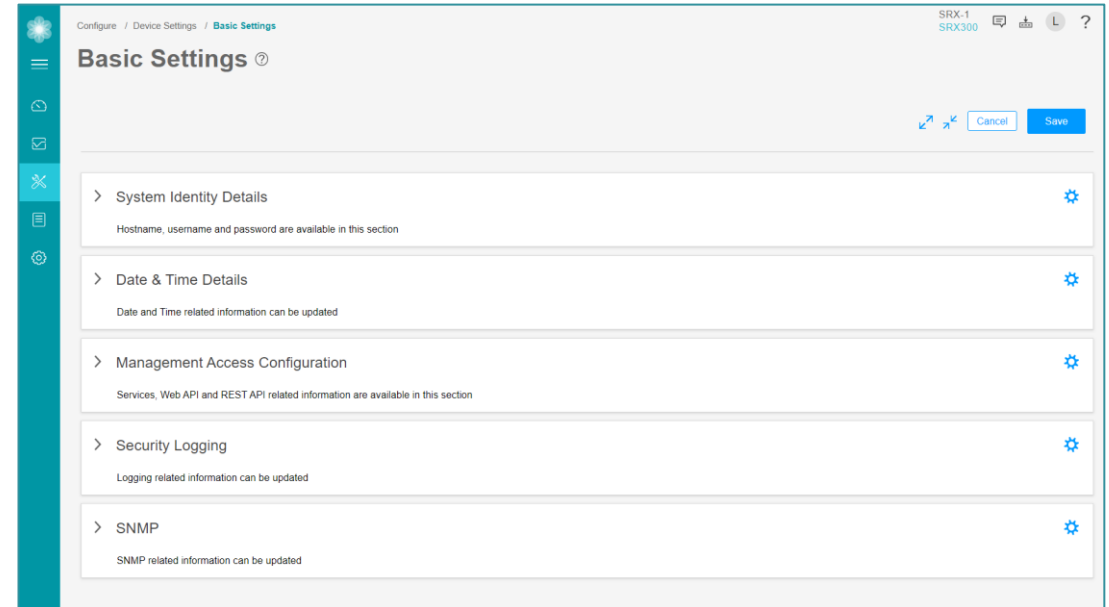 Configure / Device Settings / Basic Settings
SRX-1
SRX300
L
?
Basic Settings ?
Cancel
Save
System Identity Details
Hostname, username and password are available in this section
Date & Time Details
Date and Time related information can be updated
Management Access Configuration
Services, Web API and REST API related information are available in this section
Security Logging
Logging related information can be updated
SNMP
SNMP related information can be updated